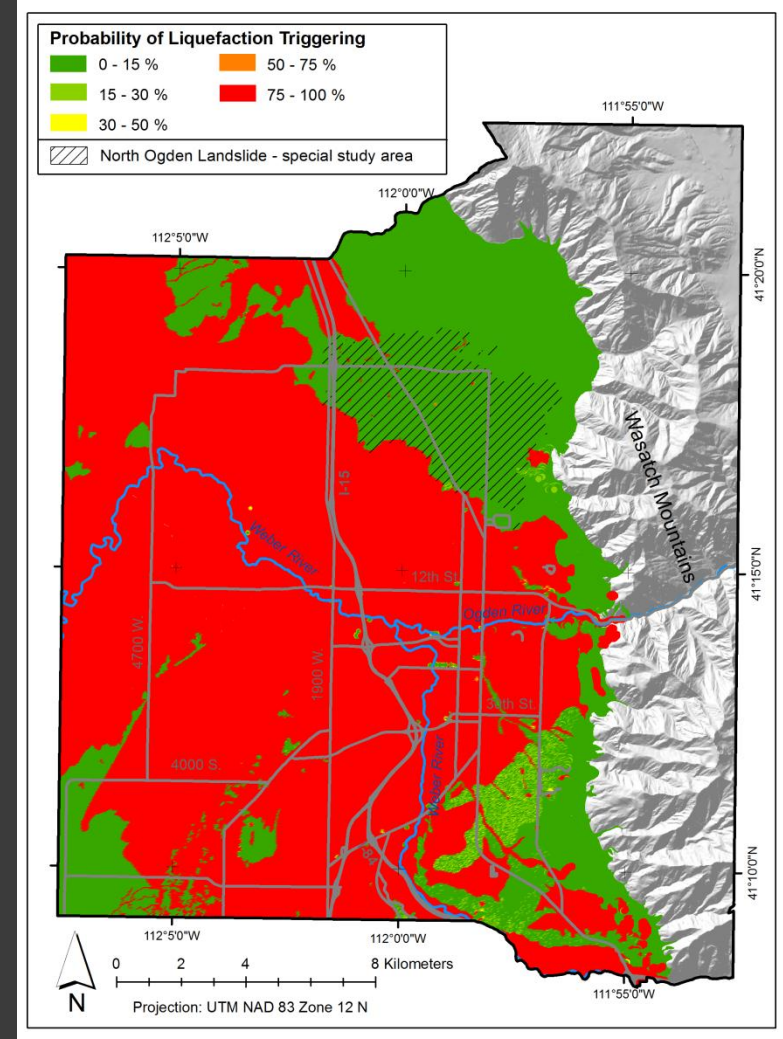 Probability of Liquefaction Triggering
0 - 15 %
50 - 75 %
15 - 30 %
75 - 100 %
30 - 50 %
North Ogden Landslide - special study area
111°55'0"W
112°0'0"W
112°5'0"W
41°20'0"N
Wasatch Mountains
I-15
Weber River
41°15'0"N
12th St.
Ogden River
4700 W.
1900 W.
30th St.
4000 S.
Weber River
I-84
41°10'0"N
112°5'0"W
112°0'0"W
111°55'0"W
0 2 4 8 Kilometers
N
Projection: UTM NAD 83 Zone 12 N